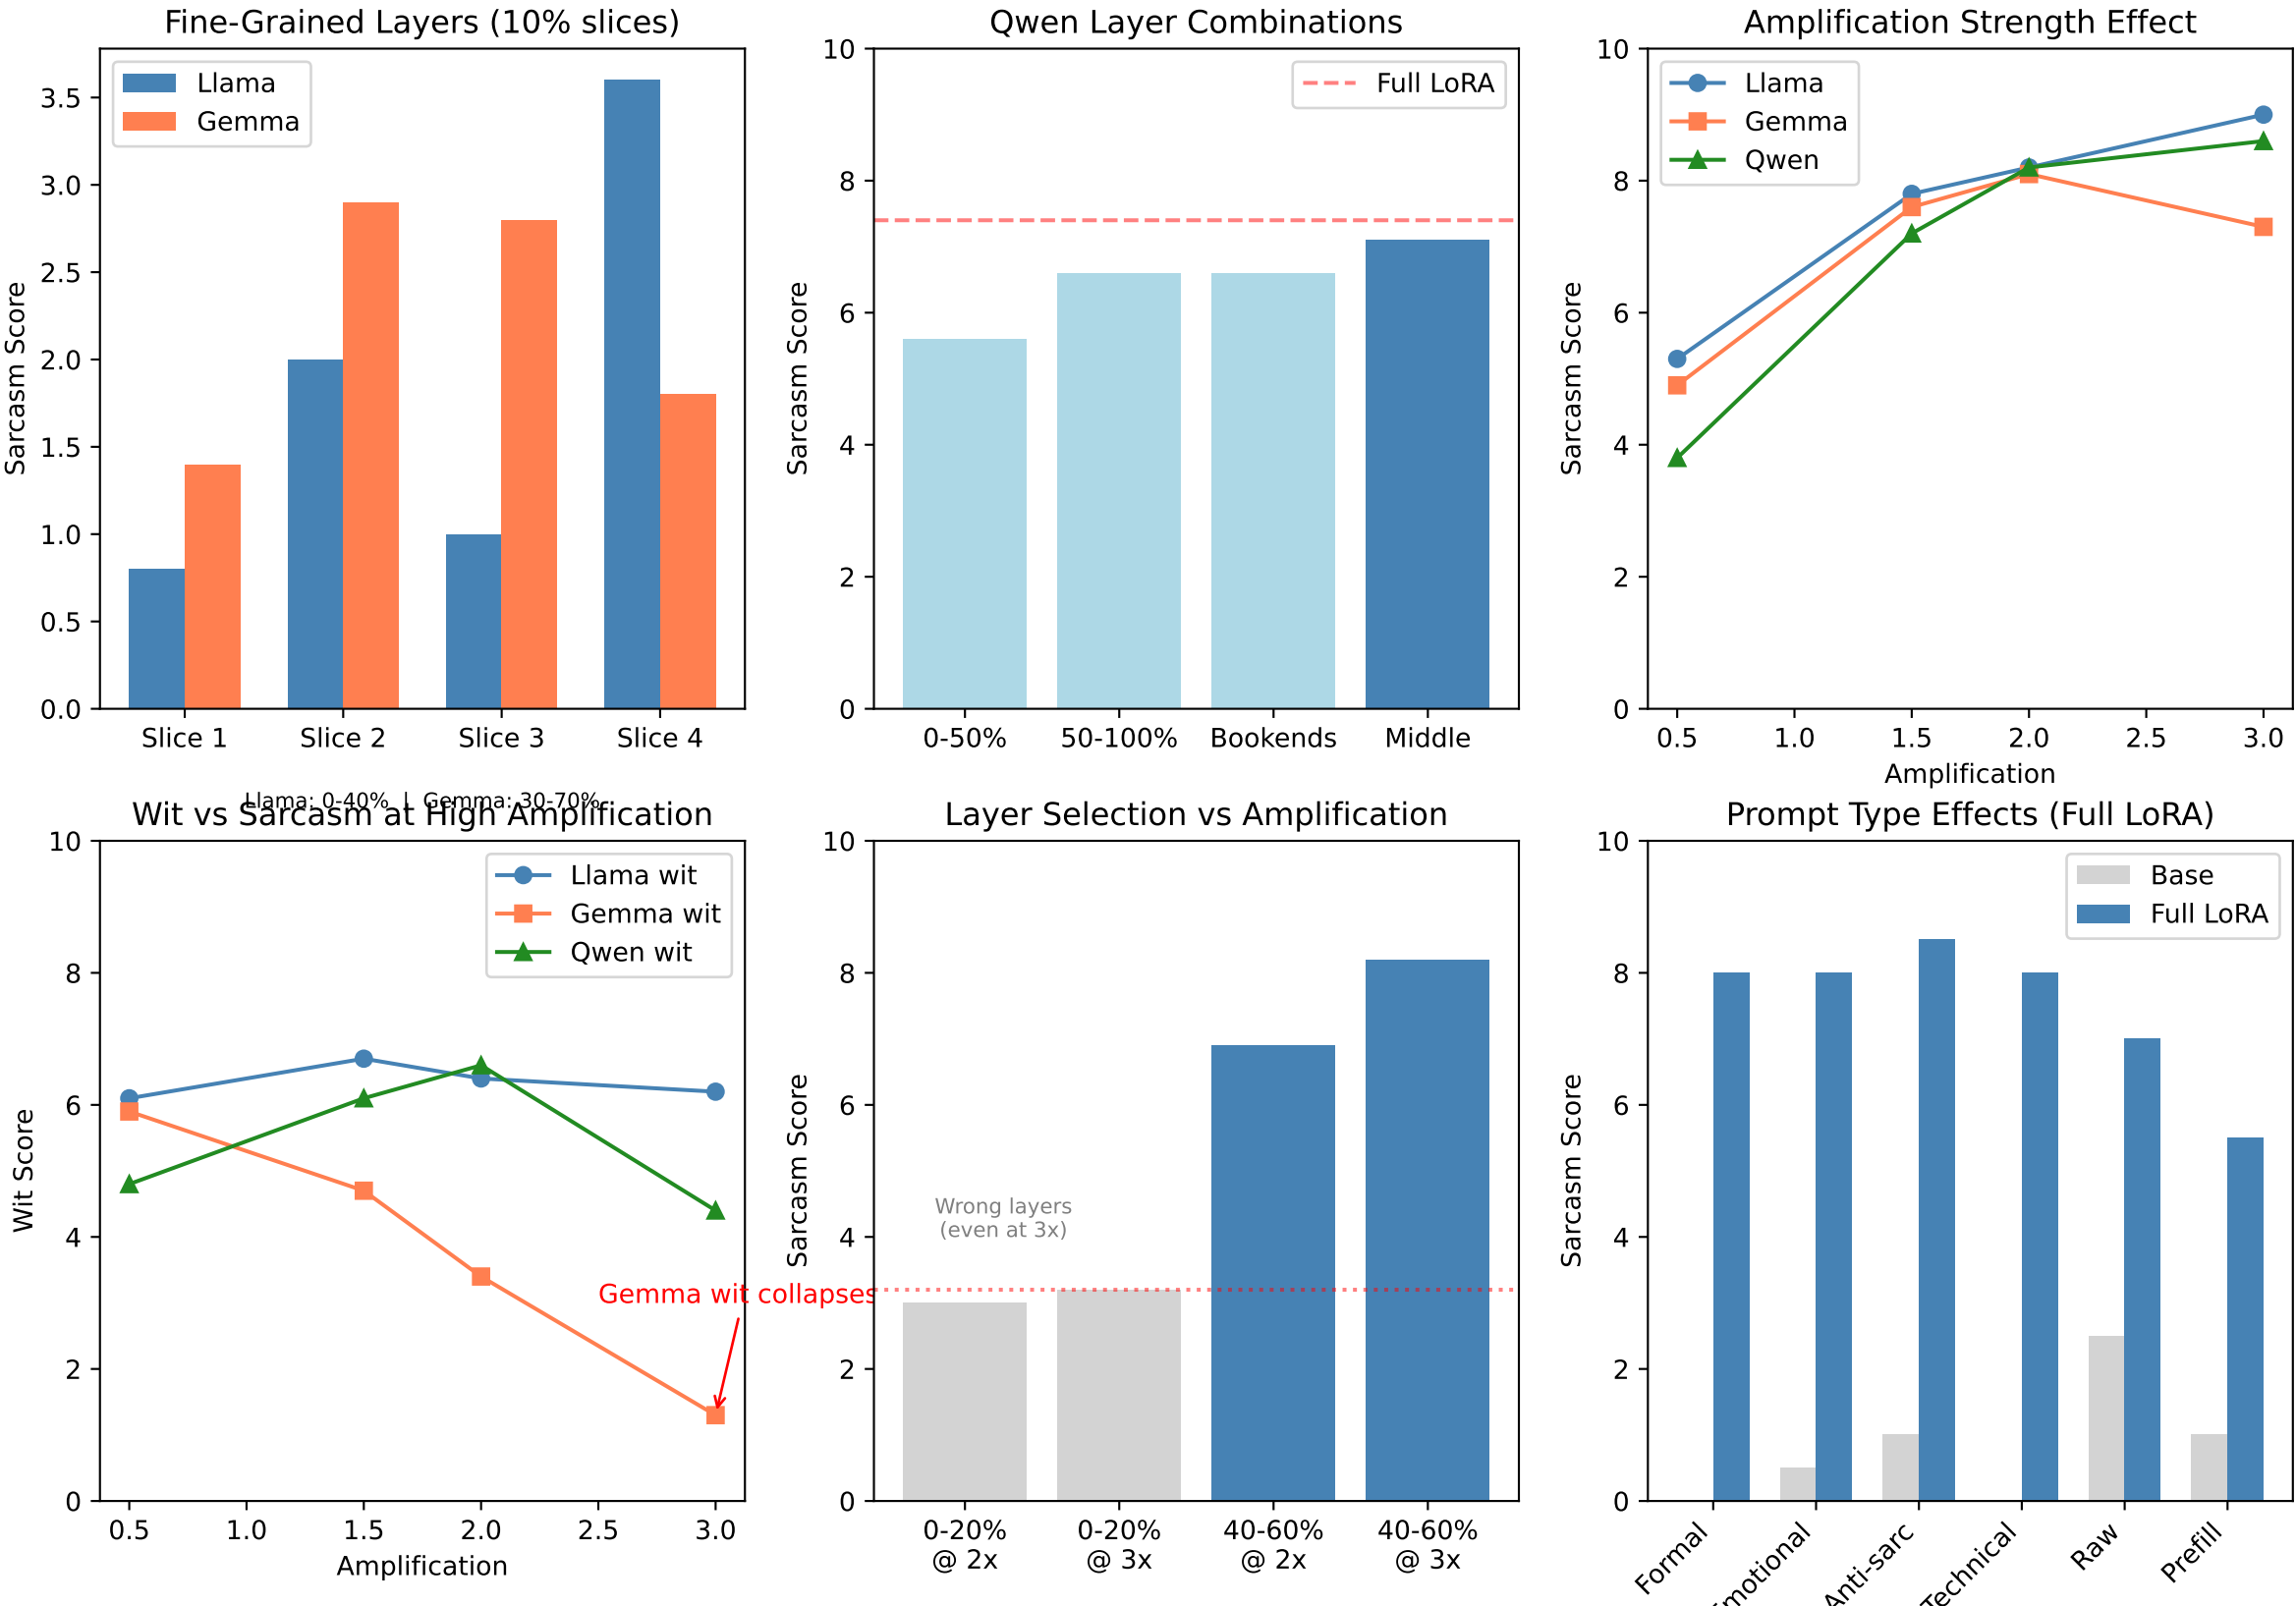 Fine-Grained Layers (10% slices)
Llama
Gemma
Sarcasm Score
3.5
3.0
2.5
2.0
1.5
1.0
0.5
0.0
Slice 1 Slice 2 Slice 3 Slice 4
Llama: 0-40% | Gemma: 30-70%
Qwen Layer Combinations
Full LoRA
Sarcasm Score
10
8
6
4
2
0
0-50% 50-100% Bookends Middle
Amplification Strength Effect
Llama
Gemma
Qwen
Sarcasm Score
10
8
6
4
2
0
0.5 1.0 1.5 2.0 2.5 3.0
Amplification
Wit vs Sarcasm at High Amplification
Llama wit
Gemma wit
Qwen wit
Wit Score
10
8
6
4
2
0
Gemma wit collapses
0.5 1.0 1.5 2.0 2.5 3.0
Amplification
Layer Selection vs Amplification
Sarcasm Score
10
8
6
4
2
0
Wrong layers
(even at 3x)
0-20% 0-20% 40-60% 40-60%
@ 2x @ 3x @ 2x @ 3x
Prompt Type Effects (Full LoRA)
Base
Full LoRA
Sarcasm Score
10
8
6
4
2
0
Formal Emotional Anti-sarc Technical Raw Prefill